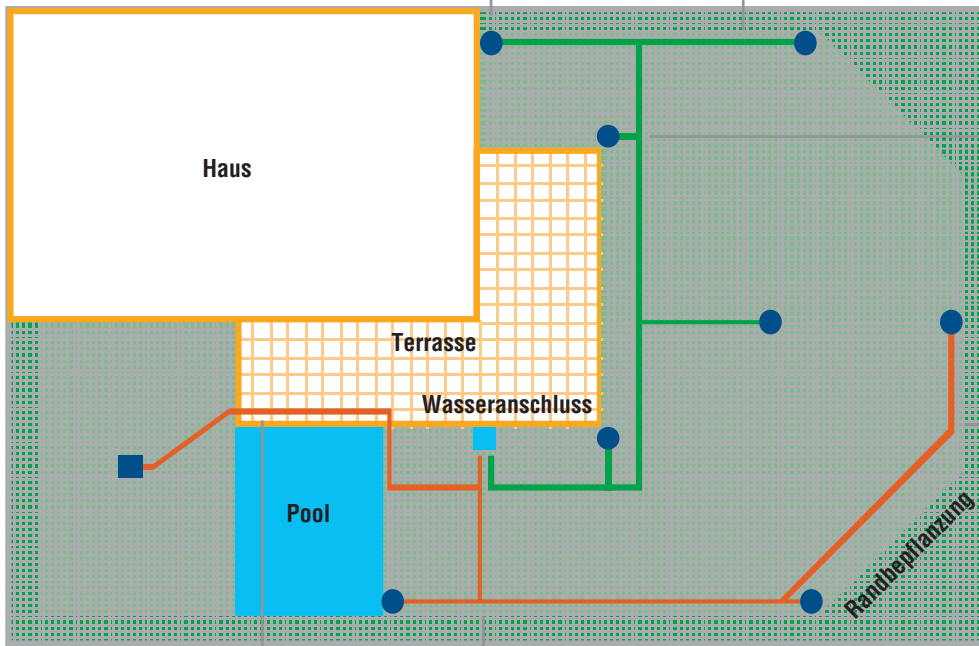 Haus
Terrasse
Wasseranschluss
Pool
Randbepflanzung